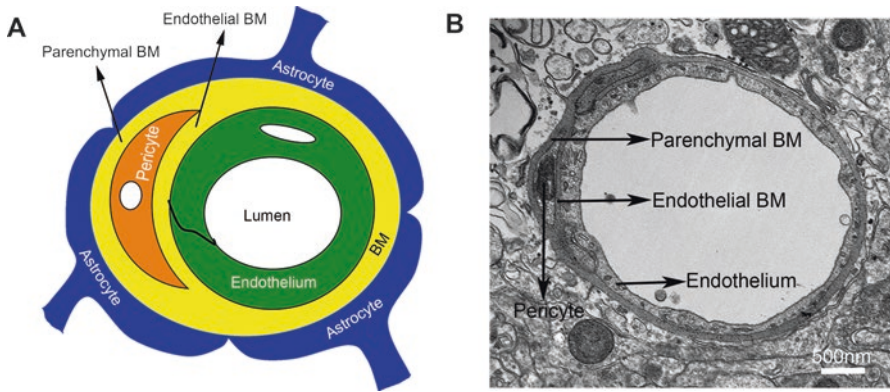 A
Endothelial BM
Parenchymal BM
Astrocyte
Pericyte
Lumen
BM
Endothelium
Astrocyte
Astrocyte
B
Parenchymal BM
Endothelial BM
Endothelium
Pericyte
500nm